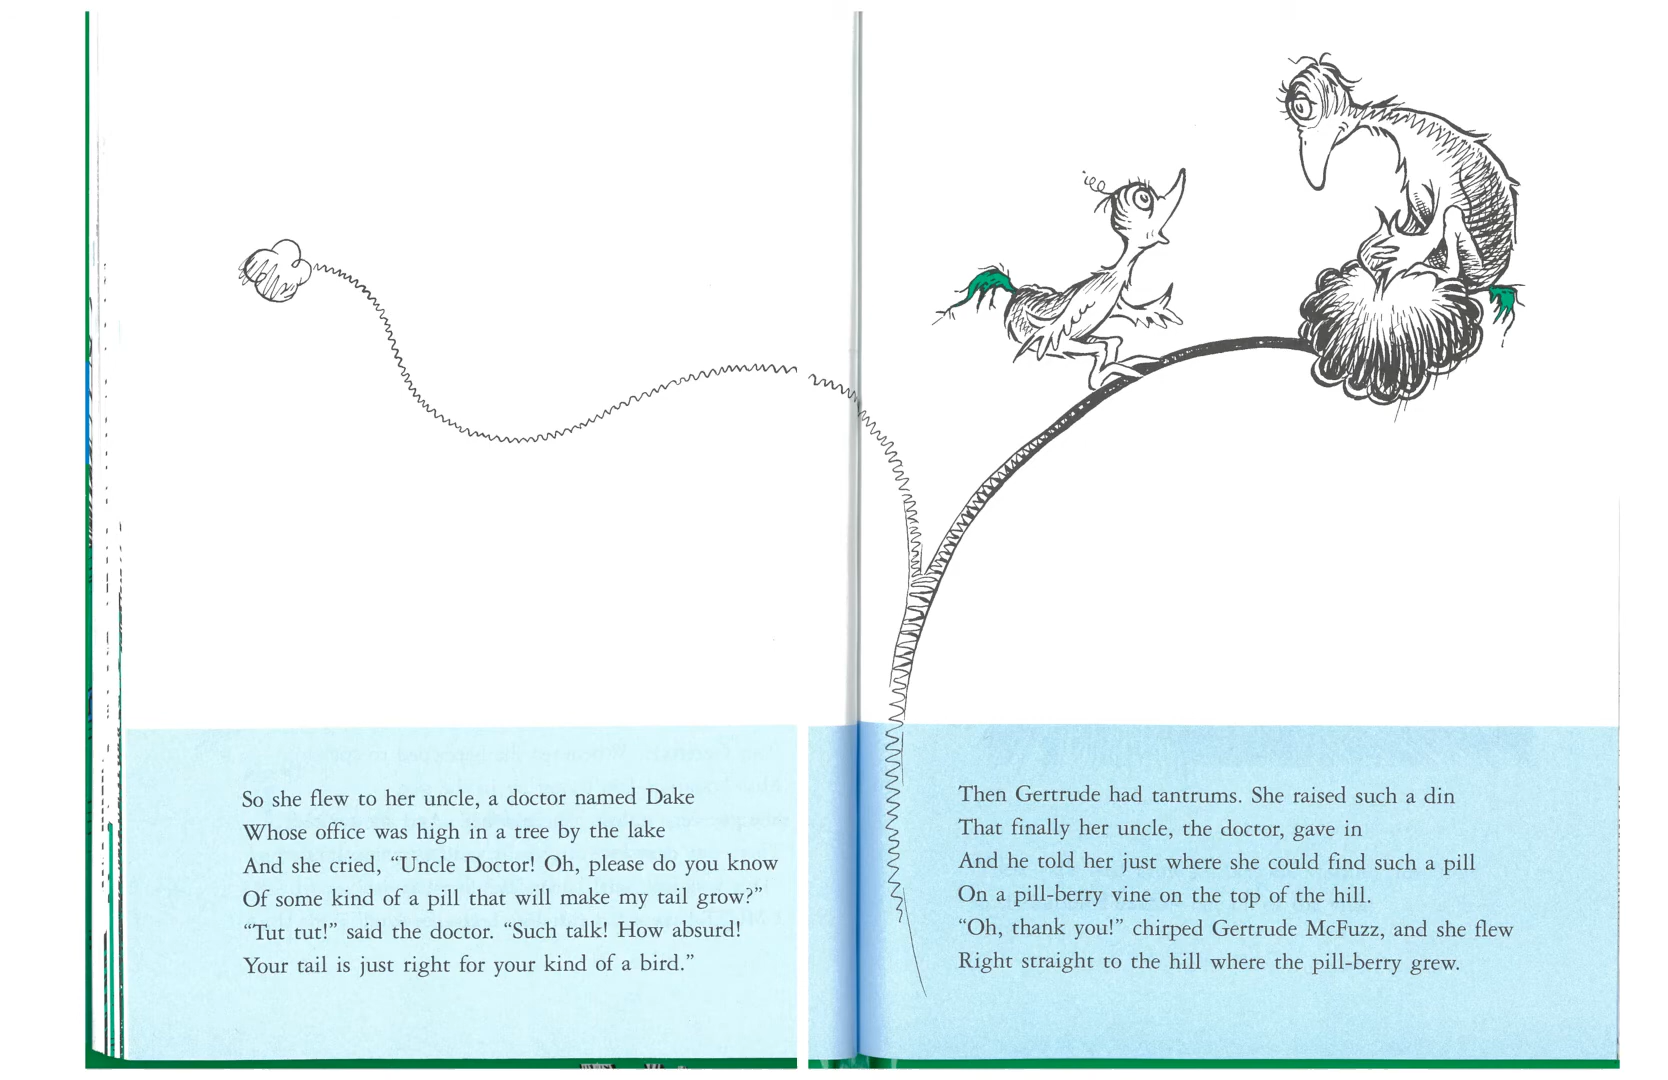 So she flew to her uncle, a doctor named Dake
Whose office was high in a tree by the lake
And she cried, “Uncle Doctor! Oh, please do you know
Of some kind of a pill that will make my tail grow?”
“Tut tut!” said the doctor. “Such talk! How absurd!
Your tail is just right for your kind of a bird.”
Then Gertrude had tantrums. She raised such a din
That finally her uncle, the doctor, gave in
And he told her just where she could find such a pill
On a pill-berry vine on the top of the hill.
“Oh, thank you!” chirped Gertrude McFuzz, and she flew
Right straight to the hill where the pill-berry grew.